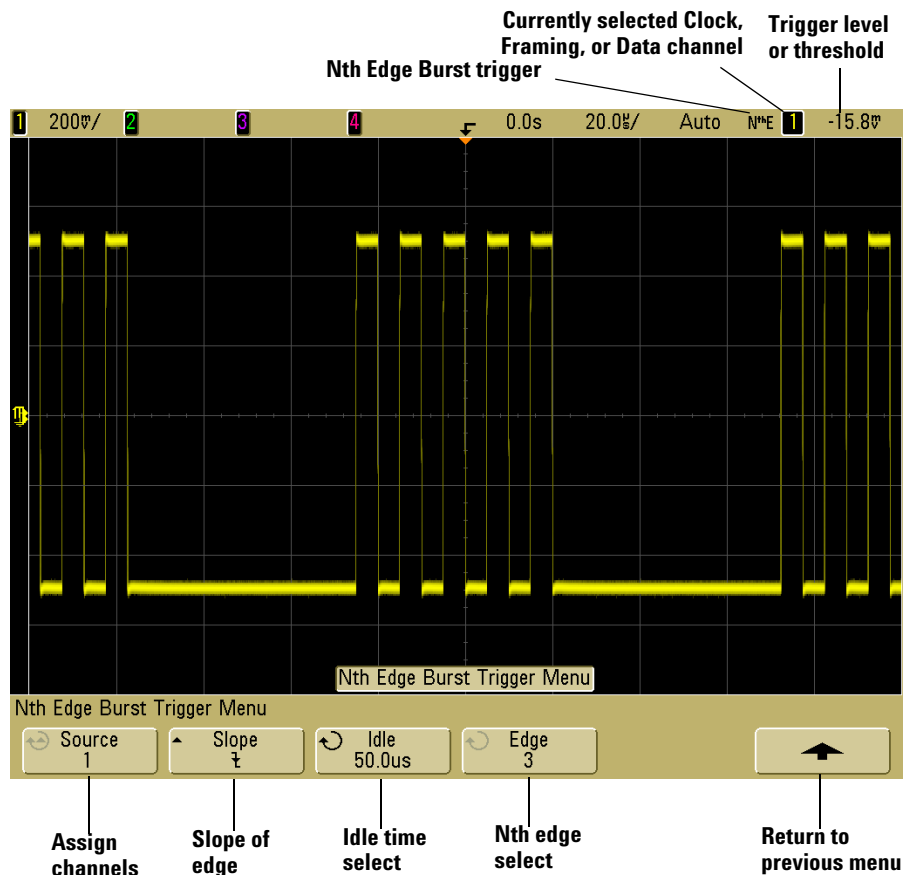 Currently selected Clock,
Framing, or Data channel
Trigger level
or threshold
Nth Edge Burst trigger
1 200mV/ 2 3 4 0.0s 20.0us/ Auto NthE 1 -15.8mV
Nth Edge Burst Trigger Menu
Nth Edge Burst Trigger Menu
Source
1
Slope
Idle
50.0us
Edge
3
Assign
channels
Slope of
edge
Idle time
select
Nth edge
select
Return to
previous menu